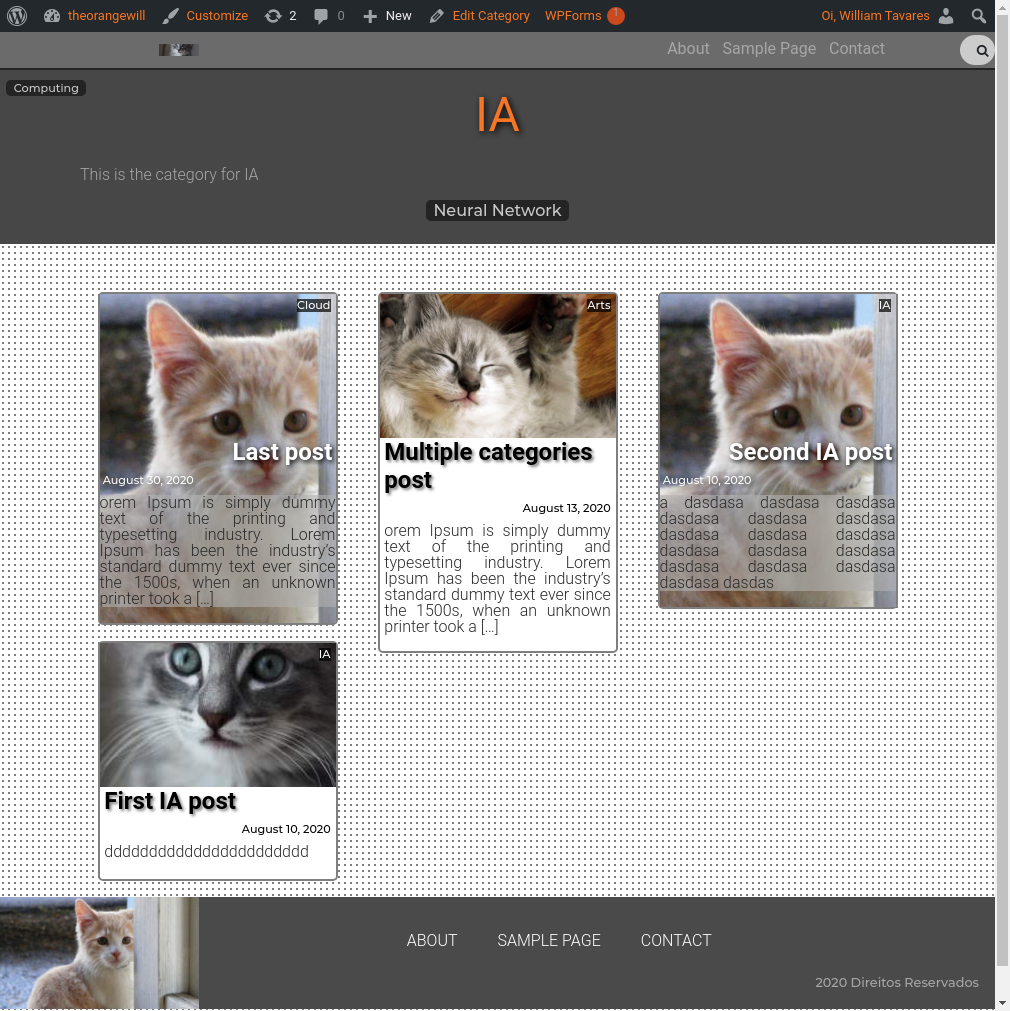 theorangewill Customize 2 0 New Edit Category WPForms ! Oi, William Tavares
About Sample Page Contact
Computing
IA
This is the category for IA
Neural Network
Cloud
Last post
August 30, 2020
orem Ipsum is simply dummy
text of the printing and
typesetting industry. Lorem
Ipsum has been the industry's
standard dummy text ever since
the 1500s, when an unknown
printer took a [...]
Arts
Multiple categories
post
August 13, 2020
orem Ipsum is simply dummy
text of the printing and
typesetting industry. Lorem
Ipsum has been the industry's
standard dummy text ever since
the 1500s, when an unknown
printer took a [...]
IA
Second IA post
August 10, 2020
a dasdasa dasdasa dasdasa
dasdasa dasdasa dasdasa
dasdasa dasdasa dasdasa
dasdasa dasdasa dasdasa
dasdasa dasdasa dasdasa
dasdasa dasdas
IA
First IA post
August 10, 2020
ddddddddddddddddddddddd
ABOUT SAMPLE PAGE CONTACT
2020 Direitos Reservados